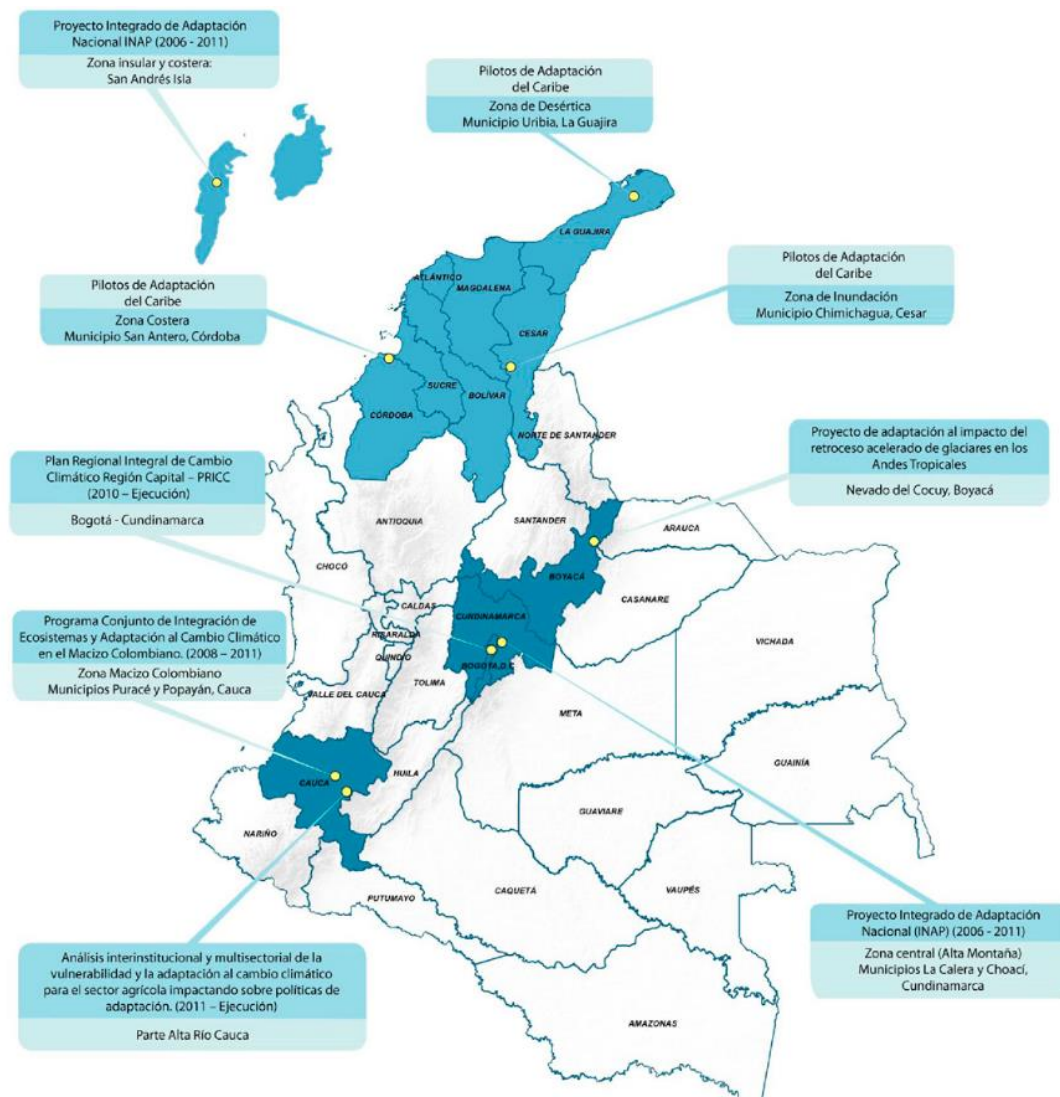 Proyecto Integrado de Adaptación
Nacional INAP (2006 - 2011)
Zona insular y costera:
San Andrés Isla
Pilotos de Adaptación
del Caribe
Zona de Desértica
Municipio Uribia, La Guajira
LA GUAJIRA
ATLÁNTICO
MAGDALENA
CESAR
Pilotos de Adaptación
del Caribe
Zona Costera
Municipio San Antero, Córdoba
Pilotos de Adaptación
del Caribe
Zona de Inundación
Municipio Chimichagua, Cesar
SUCRE
BOLÍVAR
CÓRDOBA
NORTE DE SANTANDER
Plan Regional Integral de Cambio
Climático Región Capital – PRICC
(2010 – Ejecución)
Bogotá - Cundinamarca
Proyecto de adaptación al impacto del
retroceso acelerado de glaciares en los
Andes Tropicales
Nevado del Cocuy, Boyacá
ANTIOQUIA
SANTANDER
ARAUCA
CHOCÓ
BOYACÁ
CASANARE
CALDAS
CUNDINAMARCA
RISARALDA
VICHADA
Programa Conjunto de Integración de
Ecosistemas y Adaptación al Cambio Climático
en el Macizo Colombiano. (2008 – 2011)
Zona Macizo Colombiano
Municipios Puracé y Popayán, Cauca
QUINDIO
BOGOTÁ, D.C
TOLIMA
VALLE DEL CAUCA
META
GUAINÍA
CAUCA
HUILA
GUAVIARE
NARIÑO
CAQUETÁ
VAUPÉS
PUTUMAYO
Análisis interinstitucional y multisectorial de la
vulnerabilidad y la adaptación al cambio climático
para el sector agrícola impactando sobre políticas de
adaptación. (2011 – Ejecución)
Parte Alta Río Cauca
Proyecto Integrado de Adaptación
Nacional (INAP) (2006 - 2011)
Zona central (Alta Montaña)
Municipios La Calera y Choací,
Cundinamarca
AMAZONAS